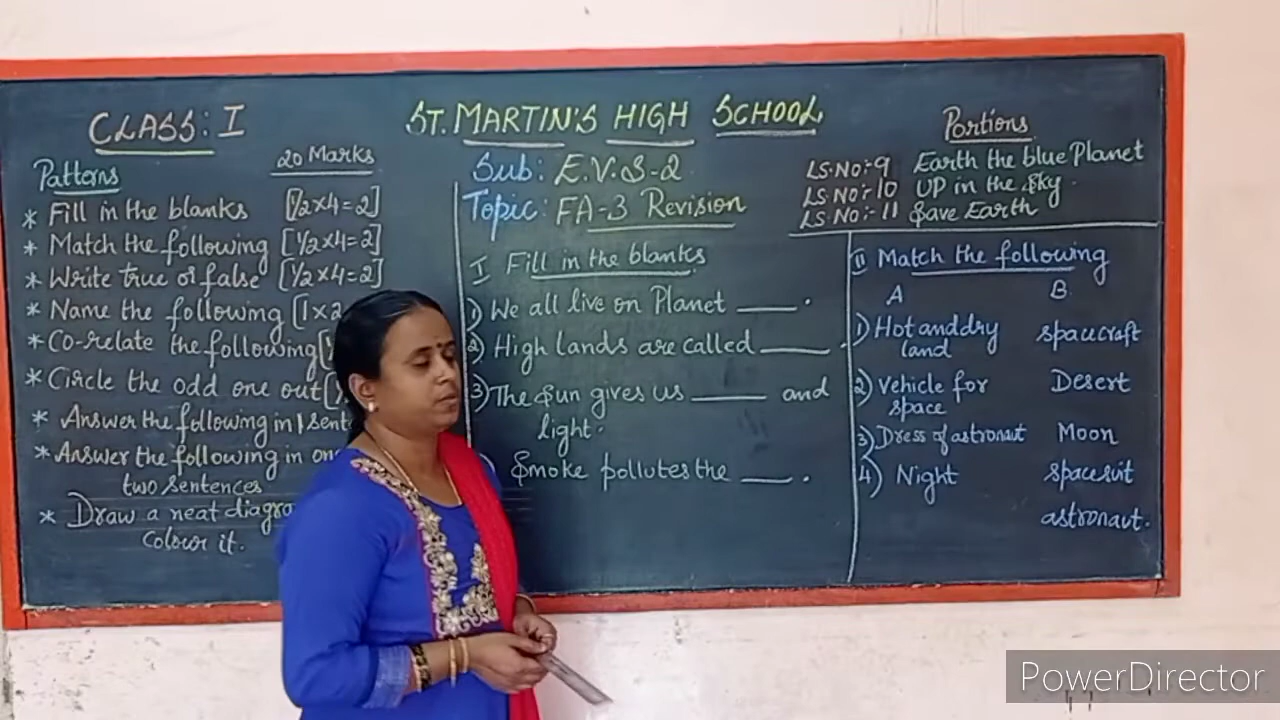 CLASS: I
ST. MARTIN'S HIGH SCHOOL
Patterns
20 Marks
* Fill in the blanks [1/2×4=2]
* Match the following [1/2×4=2]
* Write true or false [1/2×4=2]
* Name the following [1×2
* Co-relate the following [
* Circle the odd one out [
* Answer the following in 1 sent
* Answer the following in
two sentences
* Draw a neat
colour it.
Sub: E.V.S-2
Topic: FA-3 Revision
I Fill in the blanks
1) We all live on Planet ____.
2) High lands are called ____.
3) The Sun gives us ____ and
light.
Smoke pollutes the ___.
Portions
LS.No:-9 Earth the blue Planet
LS.No:-10 UP in the Sky
LS.No:-11 Save Earth
II Match the following
A B
1) Hot and dry spacecraft
land
2) Vehicle for Desert
space
3) Dress of astronaut Moon
4) Night spacesuit
astronaut.
PowerDirector